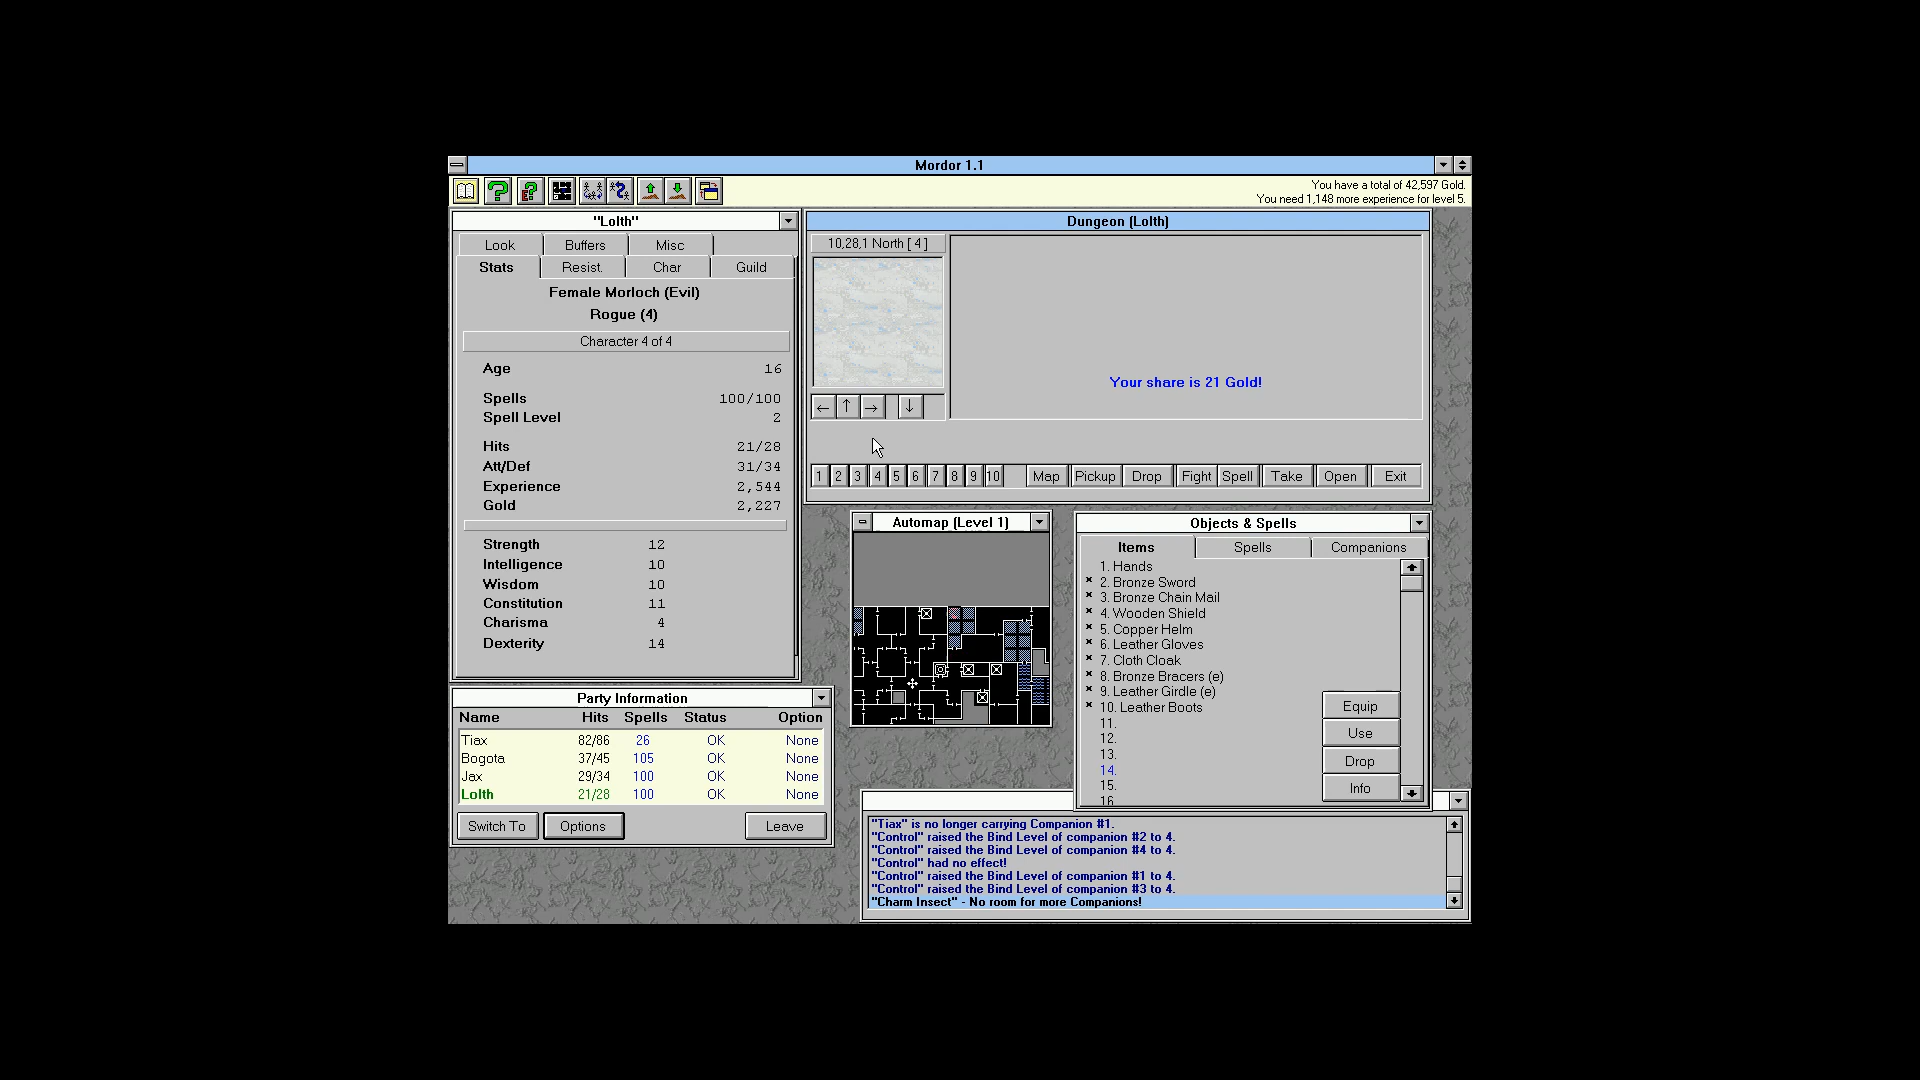 Mordor 1.1
You have a total of 42,597 Gold.
You need 1,148 more experience for level 5.
"Lolth"
Look Buffers Misc
Stats Resist. Char Guild
Female Morloch (Evil)
Rogue (4)
Character 4 of 4
Age 16
Spells 100/100
Spell Level 2
Hits 21/28
Att/Def 31/34
Experience 2,544
Gold 2,227
Strength 12
Intelligence 10
Wisdom 10
Constitution 11
Charisma 4
Dexterity 14
Party Information
Name Hits Spells Status Option
Tiax 82/86 26 OK None
Bogota 37/45 105 OK None
Jax 29/34 100 OK None
Lolth 21/28 100 OK None
Switch To Options Leave
Dungeon (Lolth)
10,28,1 North [ 4 ]
Your share is 21 Gold!
1 2 3 4 5 6 7 8 9 10 Map Pickup Drop Fight Spell Take Open Exit
Automap (Level 1)
Objects & Spells
Items Spells Companions
1. Hands
× 2. Bronze Sword
× 3. Bronze Chain Mail
× 4. Wooden Shield
× 5. Copper Helm
× 6. Leather Gloves
× 7. Cloth Cloak
× 8. Bronze Bracers (e)
× 9. Leather Girdle (e)
× 10. Leather Boots
11.
12.
13.
14.
15.
16
Equip
Use
Drop
Info
"Tiax" is no longer carrying Companion #1.
"Control" raised the Bind Level of companion #2 to 4.
"Control" raised the Bind Level of companion #4 to 4.
"Control" had no effect!
"Control" raised the Bind Level of companion #1 to 4.
"Control" raised the Bind Level of companion #3 to 4.
"Charm Insect" - No room for more Companions!